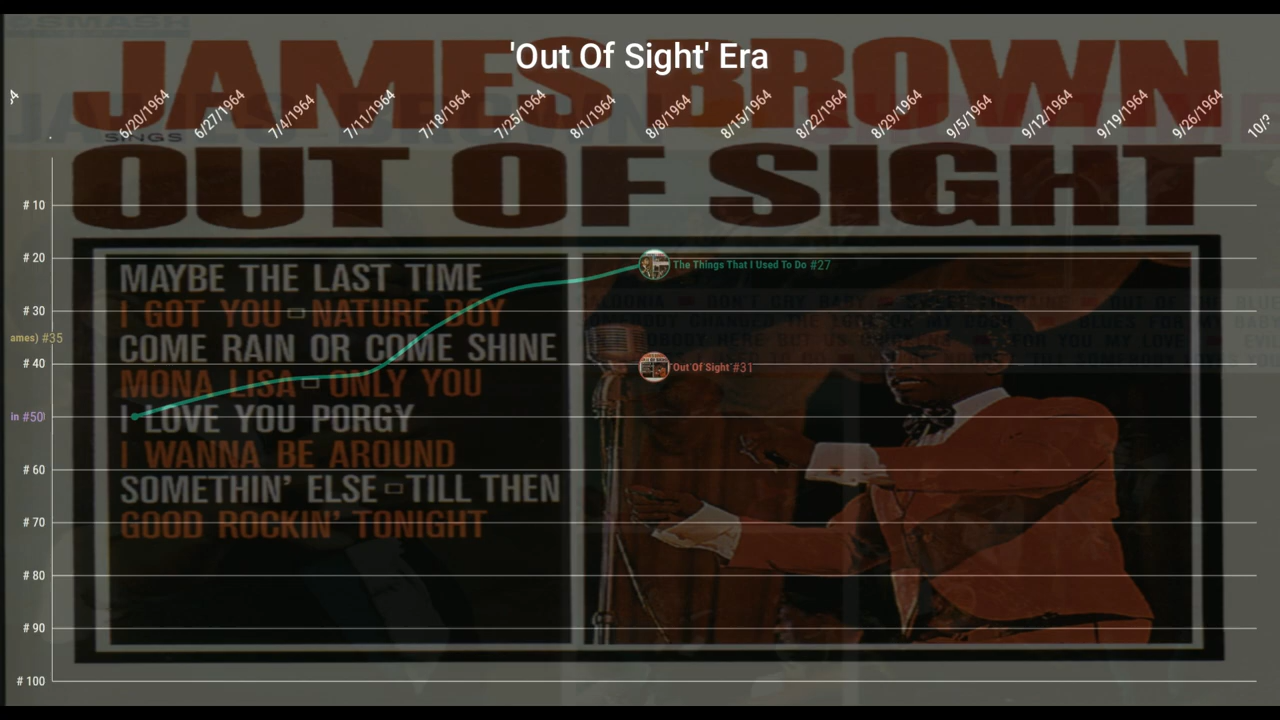 SMASH
'Out Of Sight' Era
JAMES BROWN
6/20/1964 6/27/1964 7/4/1964 7/11/1964 7/18/1964 7/25/1964 8/1/1964 8/8/1964 8/15/1964 8/22/1964 8/29/1964 9/5/1964 9/12/1964 9/19/1964 9/26/1964
SINGS
OUT OF SIGHT
# 10
# 20
# 30
# 40
# 50
# 60
# 70
# 80
# 90
# 100
ames) #35
in #50
The Things That I Used To Do #27
'Out Of Sight' #31
MAYBE THE LAST TIME
I GOT YOU NATURE BOY
COME RAIN OR COME SHINE
MONA LISA ONLY YOU
I LOVE YOU PORGY
I WANNA BE AROUND
SOMETHIN' ELSE TILL THEN
GOOD ROCKIN' TONIGHT